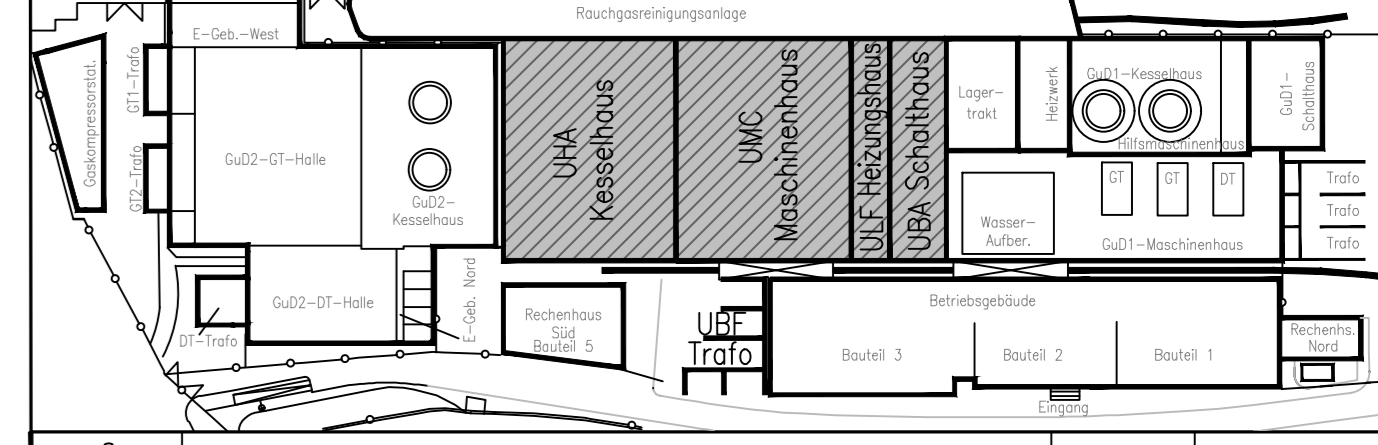 Rauchgasreinigungsanlage
E-Geb.-West
Gaskompressorstat.
GT1-Trafo
GT2-Trafo
GuD2-GT-Halle
GuD2-
Kesselhaus
UHA
Kesselhaus
UMC
Maschinenhaus
ULF Heizungshaus
UBA Schalthaus
Lager-
trakt
Heizwerk
GuD1-Kesselhaus
Hilfsmaschinenhaus
GuD1-
Schalthaus
GT
GT
DT
Trafo
Trafo
Trafo
Wasser-
Aufber.
GuD1-Maschinenhaus
GuD2-DT-Halle
DT-Trafo
E-Geb. Nord
Rechenhaus
Süd
Bauteil 5
UBF
Trafo
Betriebsgebäude
Bauteil 3
Bauteil 2
Bauteil 1
Rechenhs.
Nord
Eingang